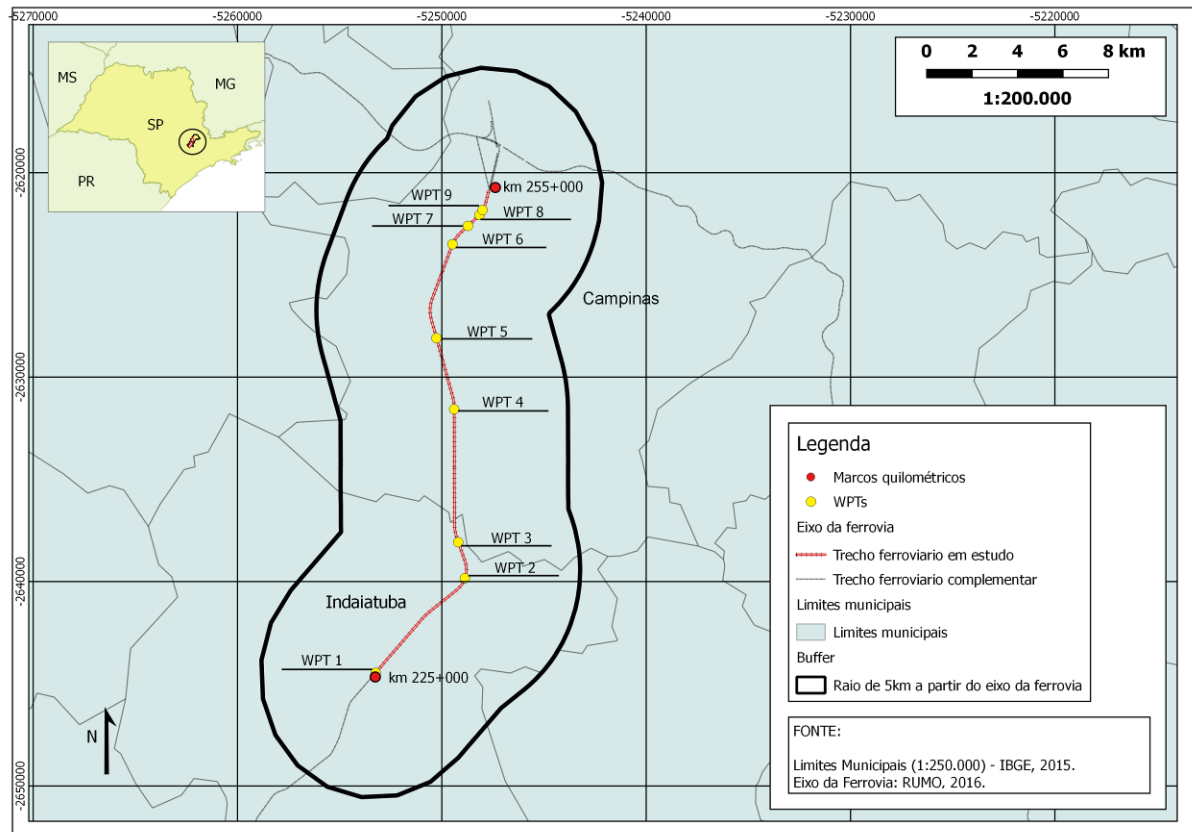 -5270000
-5260000
-5250000
-5240000
-5230000
-5220000
MS
MG
SP
PR
0 2 4 6 8 km
1:200.000
-2620000
km 255+000
WPT 9
WPT 7
WPT 8
WPT 6
Campinas
WPT 5
-2630000
WPT 4
WPT 3
WPT 2
-2640000
Indaiatuba
WPT 1
km 225+000
N
-2650000
Legenda
Marcos quilométricos
WPTs
Eixo da ferrovia
Trecho ferroviario em estudo
Trecho ferroviario complementar
Limites municipais
Limites municipais
Buffer
Raio de 5km a partir do eixo da ferrovia
FONTE:
Limites Municipais (1:250.000) - IBGE, 2015.
Eixo da Ferrovia: RUMO, 2016.